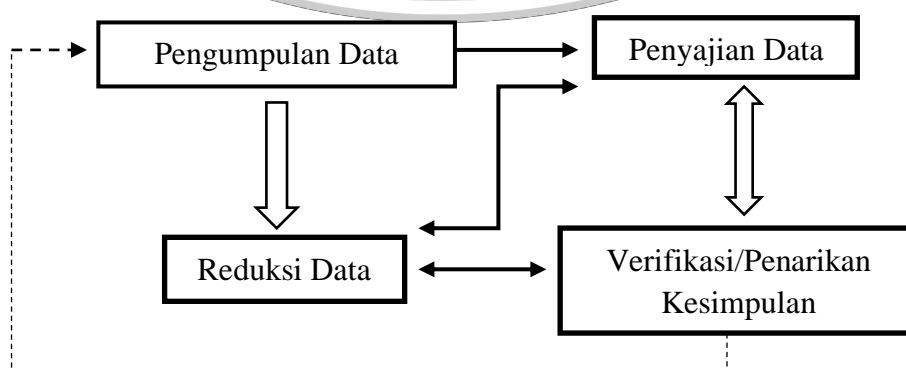 Pengumpulan Data
Penyajian Data
Reduksi Data
Verifikasi/Penarikan
Kesimpulan